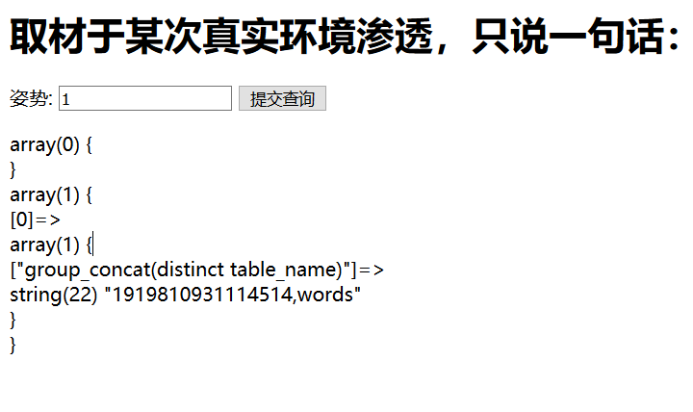 取材于某次真实环境渗透，只说一句话：
姿势: 1 提交查询
array(0) {
}
array(1) {
[0]=>
array(1) {
["group_concat(distinct table_name)"]=>
string(22) "1919810931114514,words"
}
}